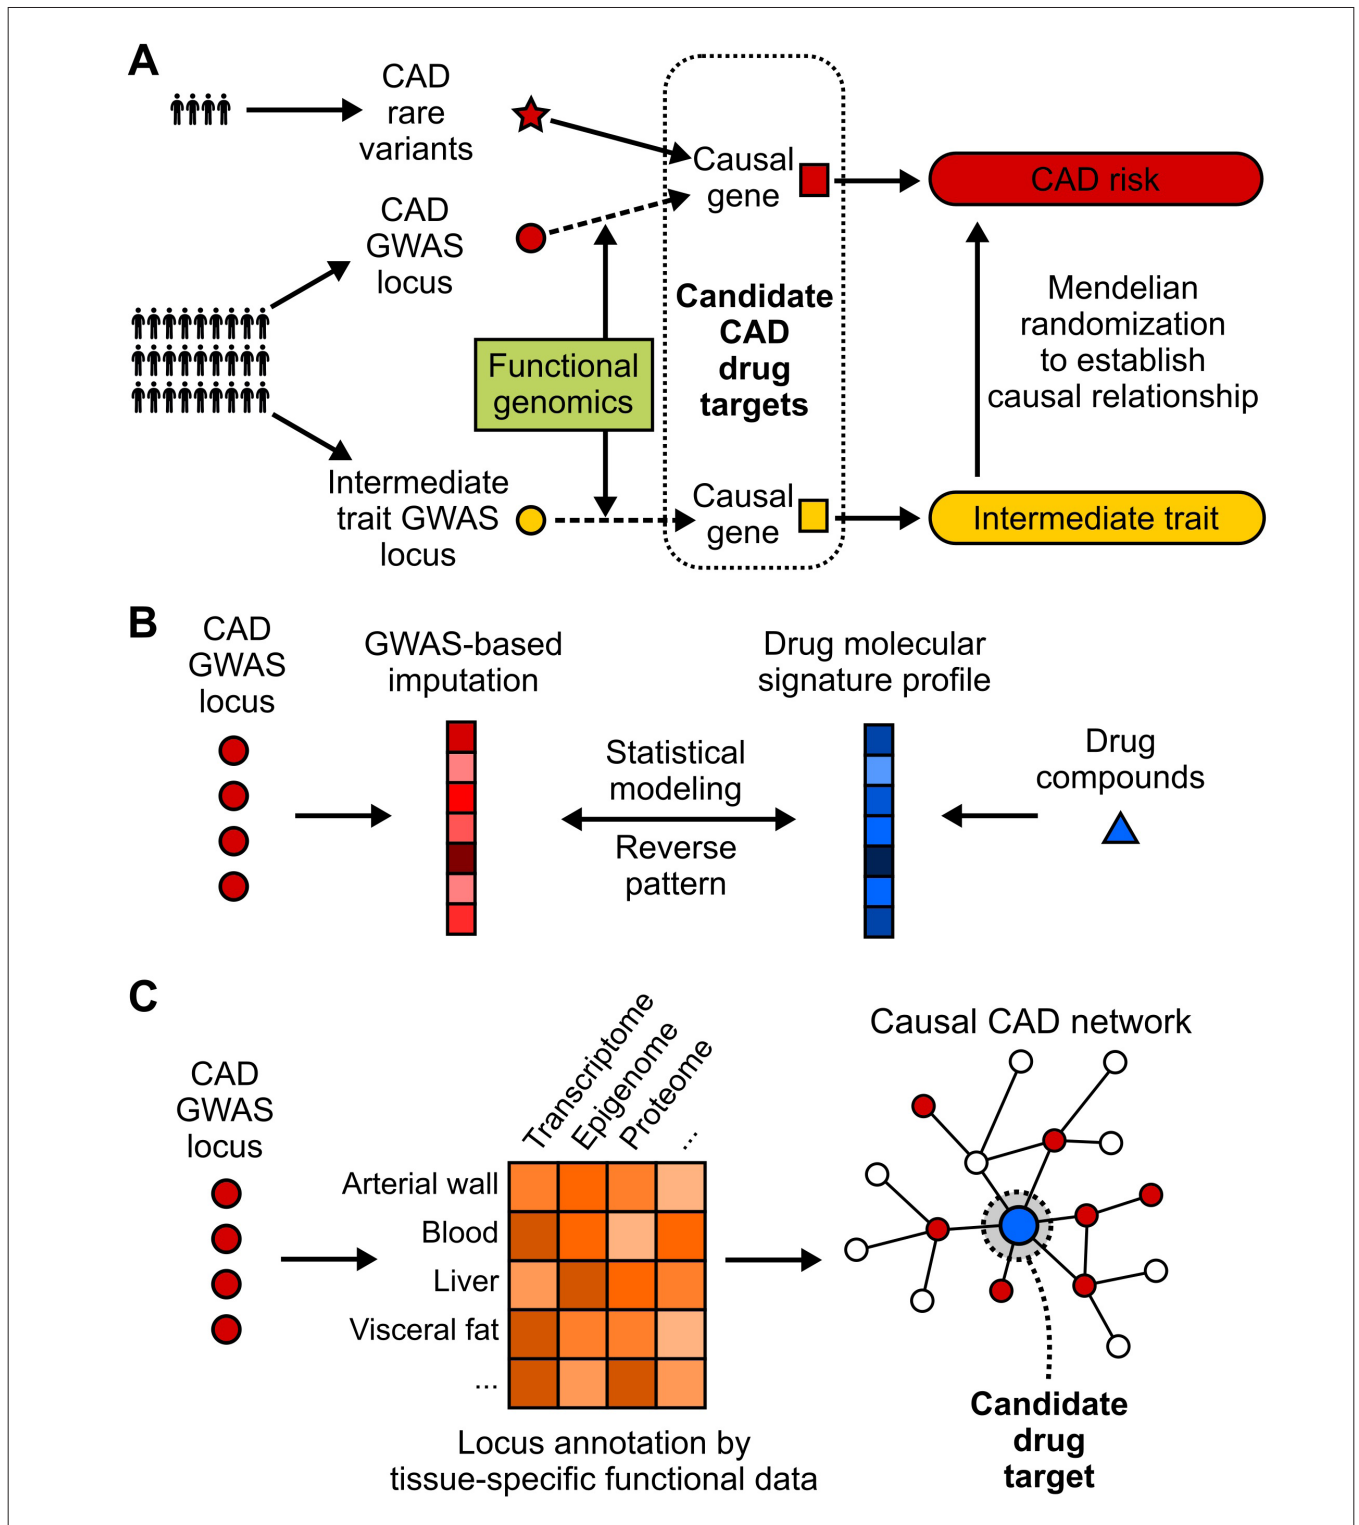 A
CAD
rare
variants
CAD
GWAS
locus
Intermediate
trait GWAS
locus
Functional
genomics
Causal
gene
Candidate
CAD
drug
targets
Causal
gene
CAD risk
Mendelian
randomization
to establish
causal relationship
Intermediate trait
B
CAD
GWAS
locus
GWAS-based
imputation
Statistical
modeling
Reverse
pattern
Drug molecular
signature profile
Drug
compounds
C
CAD
GWAS
locus
Transcriptome
Epigenome
Proteome
...
Arterial wall
Blood
Liver
Visceral fat
...
Locus annotation by
tissue-specific functional data
Causal CAD network
Candidate
drug
target